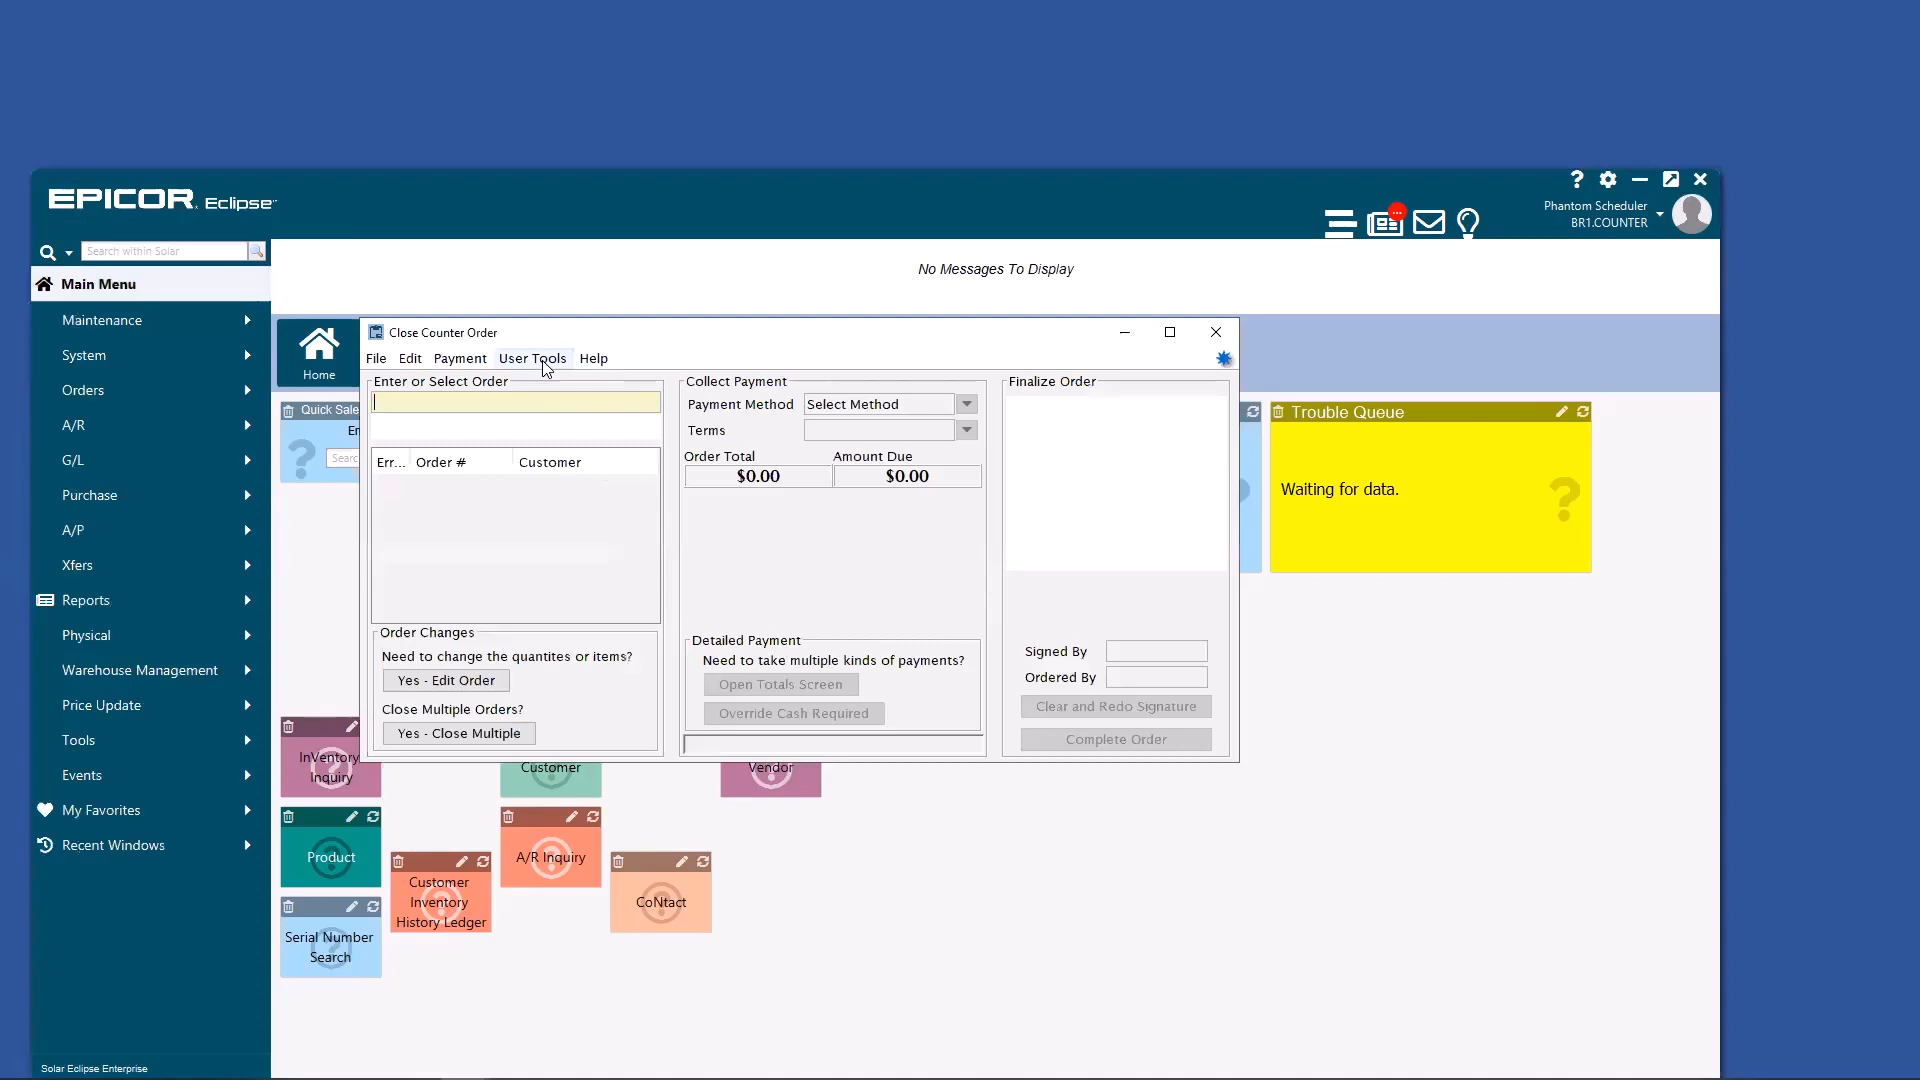 EPICOR Eclipse
Phantom Scheduler
BR1.COUNTER
Search within Solar
No Messages To Display
Main Menu
Maintenance
System
Orders
A/R
G/L
Purchase
A/P
Xfers
Reports
Physical
Warehouse Management
Price Update
Tools
Events
My Favorites
Recent Windows
Solar Eclipse Enterprise
Home
Quick Sale
Searc
Close Counter Order
File Edit Payment User Tools Help
Enter or Select Order
Err... Order # Customer
Order Changes
Need to change the quantites or items?
Yes - Edit Order
Close Multiple Orders?
Yes - Close Multiple
Collect Payment
Payment Method Select Method
Terms
Order Total Amount Due
$0.00 $0.00
Detailed Payment
Need to take multiple kinds of payments?
Open Totals Screen
Override Cash Required
Finalize Order
Signed By
Ordered By
Clear and Redo Signature
Complete Order
Trouble Queue
Waiting for data.
InVentory
Inquiry
Customer
Vendor
Product
Customer
Inventory
History Ledger
A/R Inquiry
CoNtact
Serial Number
Search